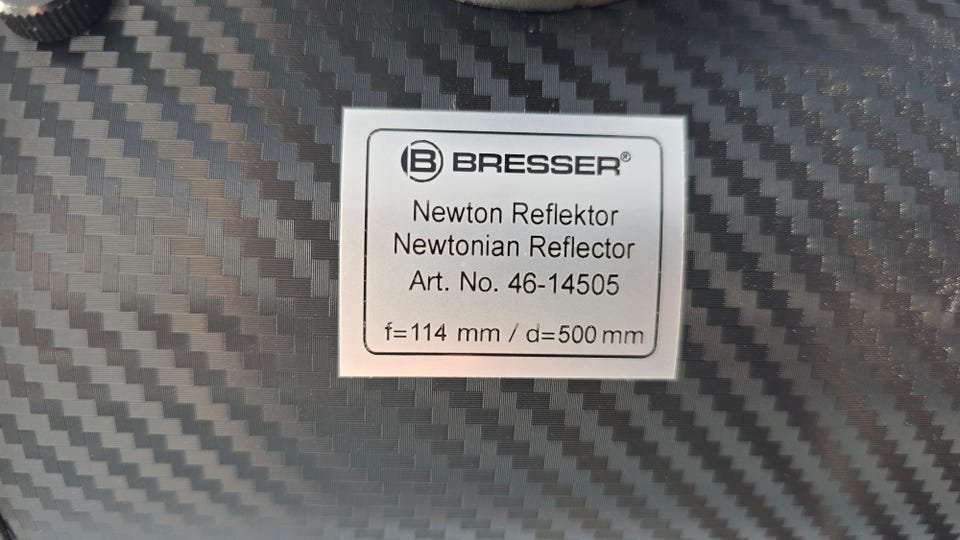 B BRESSER®
Newton Reflektor
Newtonian Reflector
Art. No. 46-14505
f=114 mm / d=500 mm